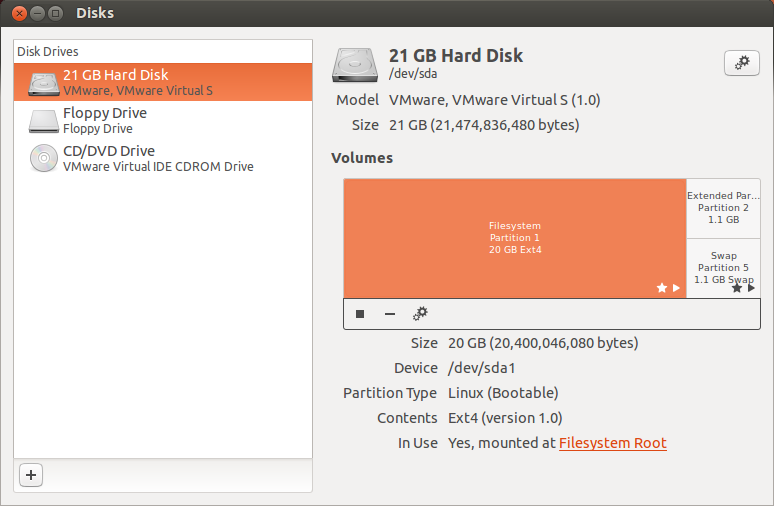 Disks
Disk Drives
21 GB Hard Disk
VMware, VMware Virtual S
Floppy Drive
Floppy Drive
CD/DVD Drive
VMware Virtual IDE CDROM Drive
21 GB Hard Disk
/dev/sda
Model VMware, VMware Virtual S (1.0)
Size 21 GB (21,474,836,480 bytes)
Volumes
Filesystem
Partition 1
20 GB Ext4
Extended Par...
Partition 2
1.1 GB
Swap
Partition 5
1.1 GB Swap
Size 20 GB (20,400,046,080 bytes)
Device /dev/sda1
Partition Type Linux (Bootable)
Contents Ext4 (version 1.0)
In Use Yes, mounted at Filesystem Root